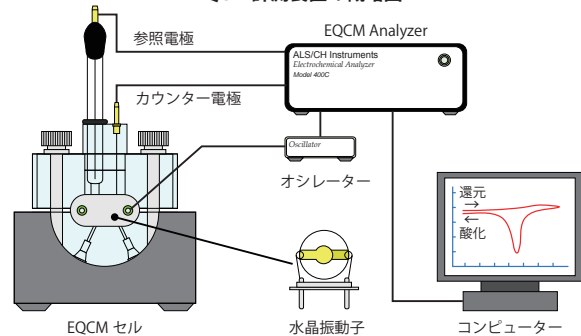 EQCM Analyzer
参照電極
ALS/CH Instruments
Electrochemical Analyzer
Model 400C
カウンター電極
Oscillator
オシレーター
還元
酸化
EQCM セル
水晶振動子
コンピューター